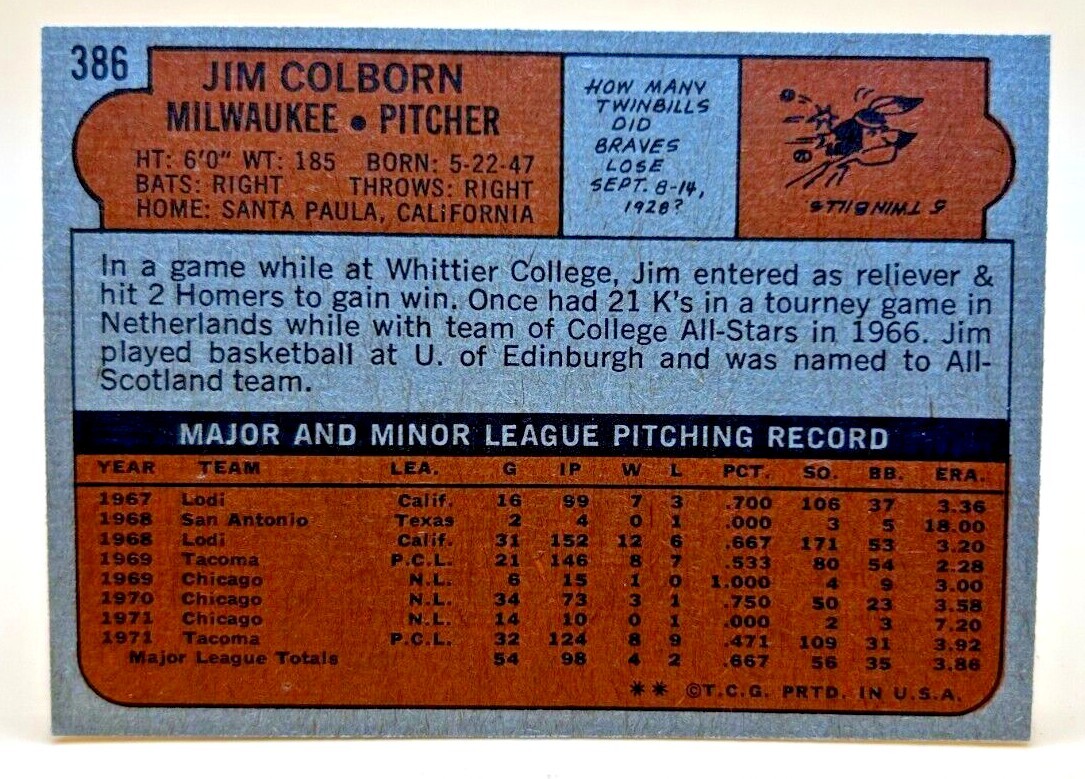 386
JIM COLBORN
MILWAUKEE • PITCHER
HT: 6'0" WT: 185 BORN: 5-22-47
BATS: RIGHT THROWS: RIGHT
HOME: SANTA PAULA, CALIFORNIA
HOW MANY
TWINBILLS
DID
BRAVES
LOSE
SEPT. 8-14,
1928?
5 TWINBILLS
In a game while at Whittier College, Jim entered as reliever &
hit 2 Homers to gain win. Once had 21 K's in a tourney game in
Netherlands while with team of College All-Stars in 1966. Jim
played basketball at U. of Edinburgh and was named to All-
Scotland team.
MAJOR AND MINOR LEAGUE PITCHING RECORD
YEAR TEAM LEA. G IP W L PCT. SO. BB. ERA.
1967 Lodi Calif. 16 99 7 3 .700 106 37 3.36
1968 San Antonio Texas 2 4 0 1 .000 3 5 18.00
1968 Lodi Calif. 31 152 12 6 .667 171 53 3.20
1969 Tacoma P.C.L. 21 146 8 7 .533 80 54 2.28
1969 Chicago N.L. 6 15 1 0 1.000 4 9 3.00
1970 Chicago N.L. 34 73 3 1 .750 50 23 3.58
1971 Chicago N.L. 14 10 0 1 .000 2 3 7.20
1971 Tacoma P.C.L. 32 124 8 9 .471 109 31 3.92
Major League Totals 54 98 4 2 .667 56 35 3.86
** ©T.C.G. PRTD. IN U.S.A.